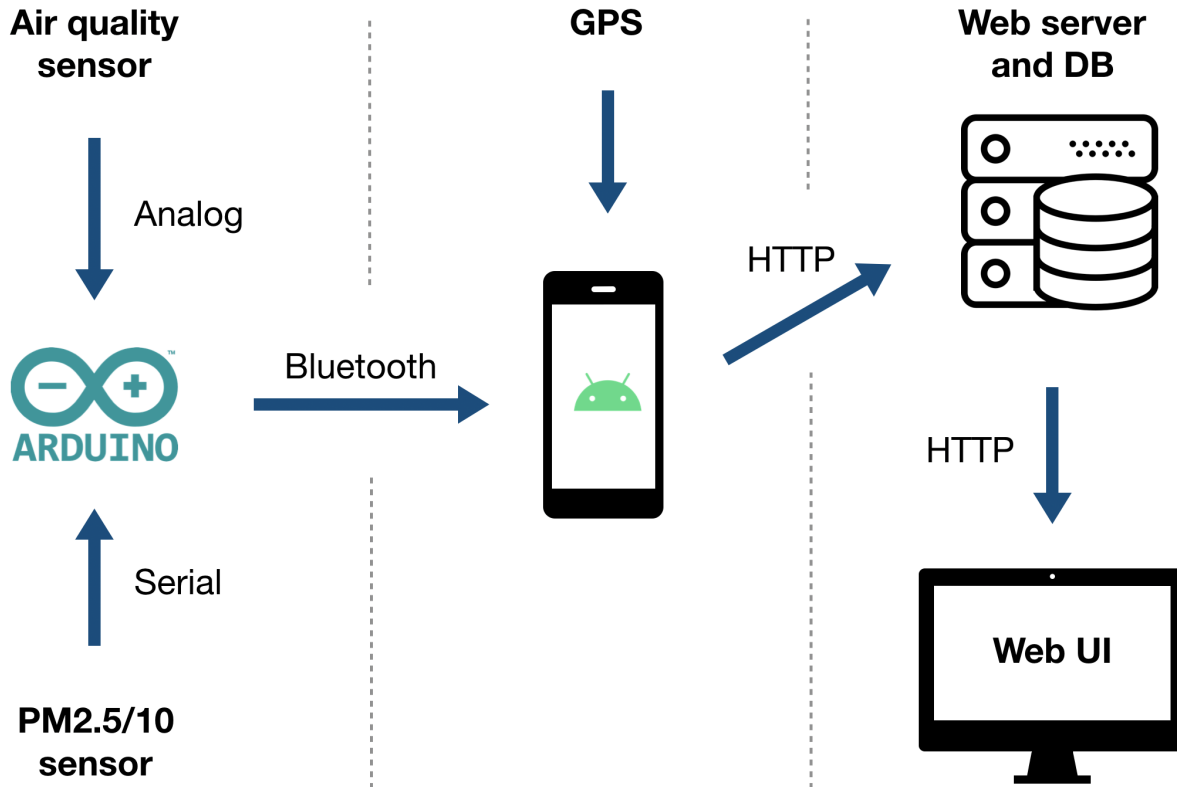 Air quality
sensor
GPS
Web server
and DB
Analog
HTTP
Bluetooth
™
ARDUINO
HTTP
Serial
Web UI
PM2.5/10
sensor